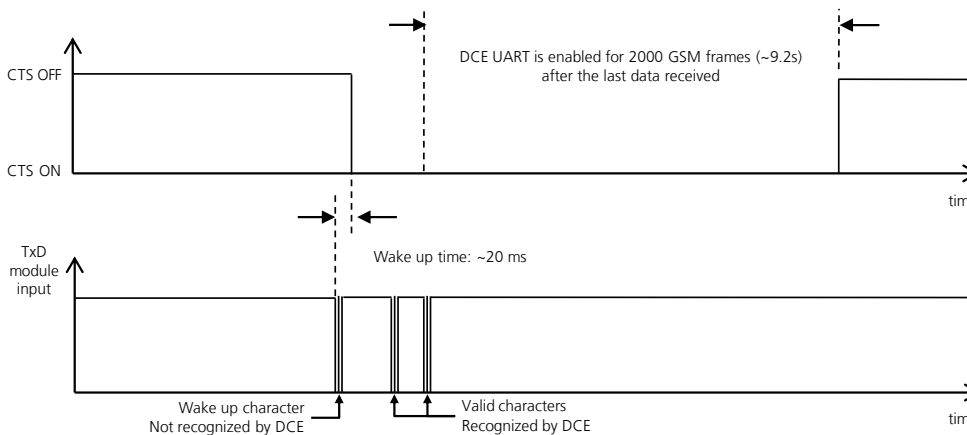 DCE UART is enabled for 2000 GSM frames (~9.2s)
after the last data received
CTS OFF
CTS ON
tim
Wake up time: ~20 ms
TxD
module
input
Wake up character
Not recognized by DCE
Valid characters
Recognized by DCE
tim